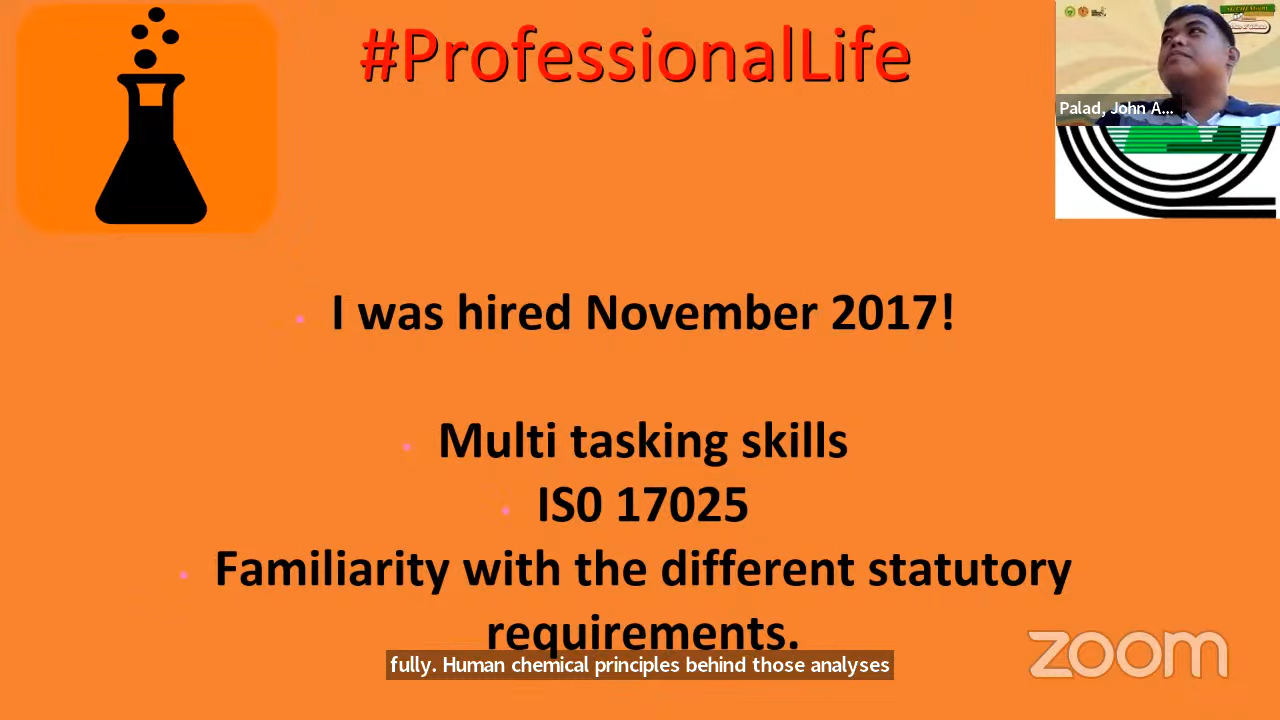 #ProfessionalLife
Palad, John A...
• I was hired November 2017!
• Multi tasking skills
• IS0 17025
• Familiarity with the different statutory
requirements.
fully. Human chemical principles behind those analyses
zoom